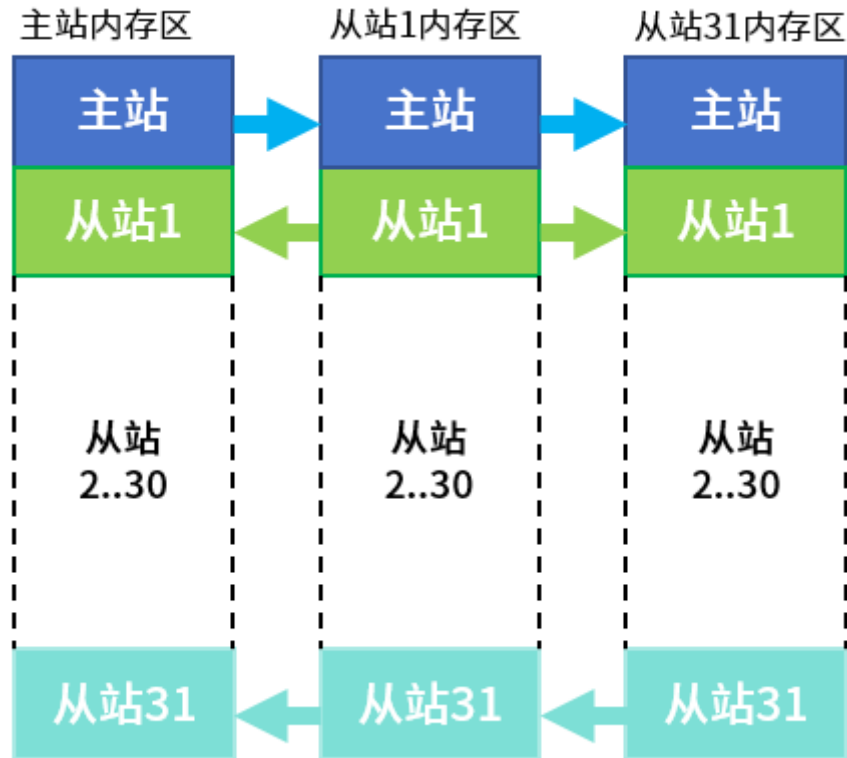 主站内存区 从站1内存区 从站31内存区
主站 主站 主站
从站1 从站1 从站1
从站 从站 从站
2..30 2..30 2..30
从站31 从站31 从站31